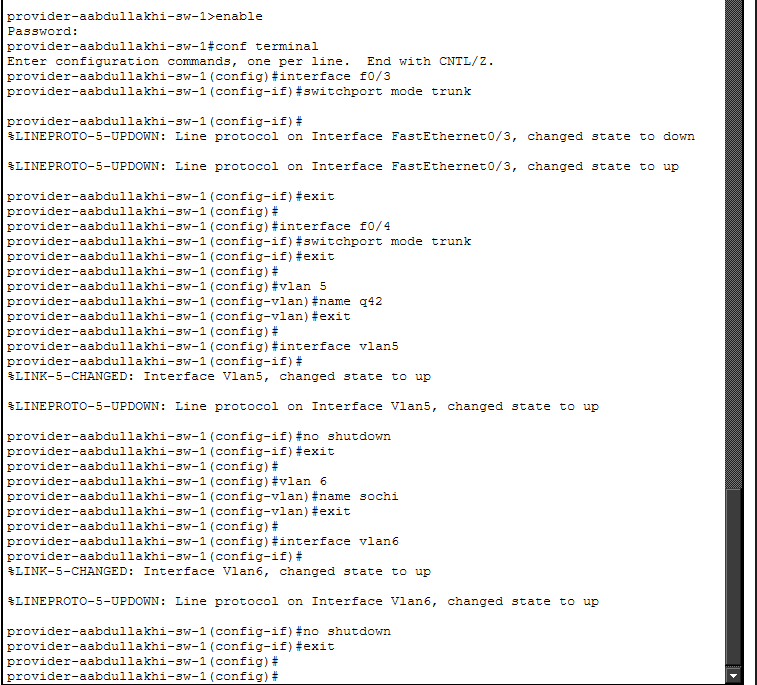 provider-aabdullakhi-sw-1>enable
Password:
provider-aabdullakhi-sw-1#conf terminal
Enter configuration commands, one per line.  End with CNTL/Z.
provider-aabdullakhi-sw-1(config)#interface f0/3
provider-aabdullakhi-sw-1(config-if)#switchport mode trunk
provider-aabdullakhi-sw-1(config-if)#
%LINEPROTO-5-UPDOWN: Line protocol on Interface FastEthernet0/3, changed state to down
%LINEPROTO-5-UPDOWN: Line protocol on Interface FastEthernet0/3, changed state to up
provider-aabdullakhi-sw-1(config-if)#exit
provider-aabdullakhi-sw-1(config)#
provider-aabdullakhi-sw-1(config)#interface f0/4
provider-aabdullakhi-sw-1(config-if)#switchport mode trunk
provider-aabdullakhi-sw-1(config-if)#exit
provider-aabdullakhi-sw-1(config)#
provider-aabdullakhi-sw-1(config)#vlan 5
provider-aabdullakhi-sw-1(config-vlan)#name q42
provider-aabdullakhi-sw-1(config-vlan)#exit
provider-aabdullakhi-sw-1(config)#
provider-aabdullakhi-sw-1(config)#interface vlan5
provider-aabdullakhi-sw-1(config-if)#
%LINK-5-CHANGED: Interface Vlan5, changed state to up
%LINEPROTO-5-UPDOWN: Line protocol on Interface Vlan5, changed state to up
provider-aabdullakhi-sw-1(config-if)#no shutdown
provider-aabdullakhi-sw-1(config-if)#exit
provider-aabdullakhi-sw-1(config)#
provider-aabdullakhi-sw-1(config)#vlan 6
provider-aabdullakhi-sw-1(config-vlan)#name sochi
provider-aabdullakhi-sw-1(config-vlan)#exit
provider-aabdullakhi-sw-1(config)#
provider-aabdullakhi-sw-1(config)#interface vlan6
provider-aabdullakhi-sw-1(config-if)#
%LINK-5-CHANGED: Interface Vlan6, changed state to up
%LINEPROTO-5-UPDOWN: Line protocol on Interface Vlan6, changed state to up
provider-aabdullakhi-sw-1(config-if)#no shutdown
provider-aabdullakhi-sw-1(config-if)#exit
provider-aabdullakhi-sw-1(config)#
provider-aabdullakhi-sw-1(config)#